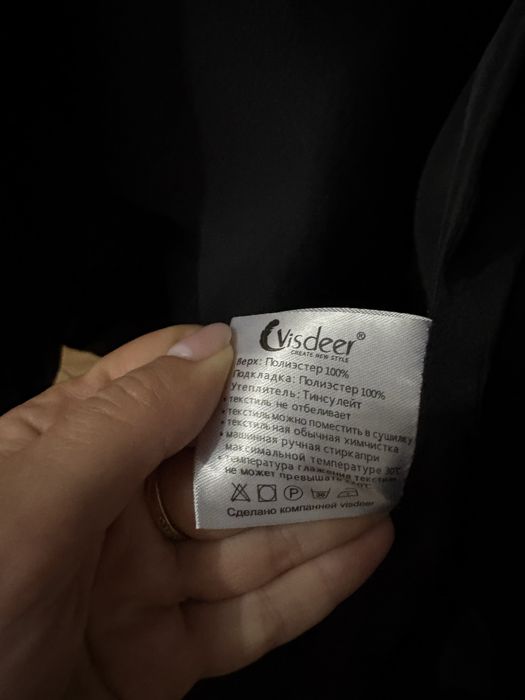 Visdeer®
CREATE NEW STYLE
Верх: Полиэстер 100%
Подкладка: Полиэстер 100%
Утеплитель: Тинсулейт
• текстиль не отбеливает
• текстиль можно поместить в сушилку
• текстильная обычная химчистка
• машинная ручная стиркапри
максимальной температуре 30°C
• температура глажения текстиля
не может превышать
P
Сделано компанней visdeer